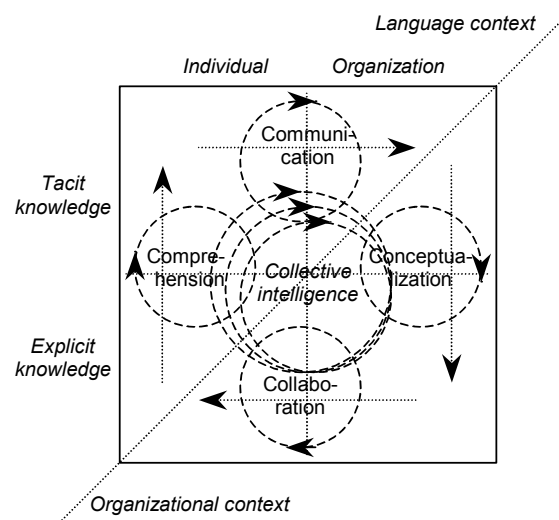 Language context
Individual Organization
Communi-
cation
Tacit
knowledge
Compre-
hension
Conceptua-
lization
Collective
intelligence
Explicit
knowledge
Collabo-
ration
Organizational context